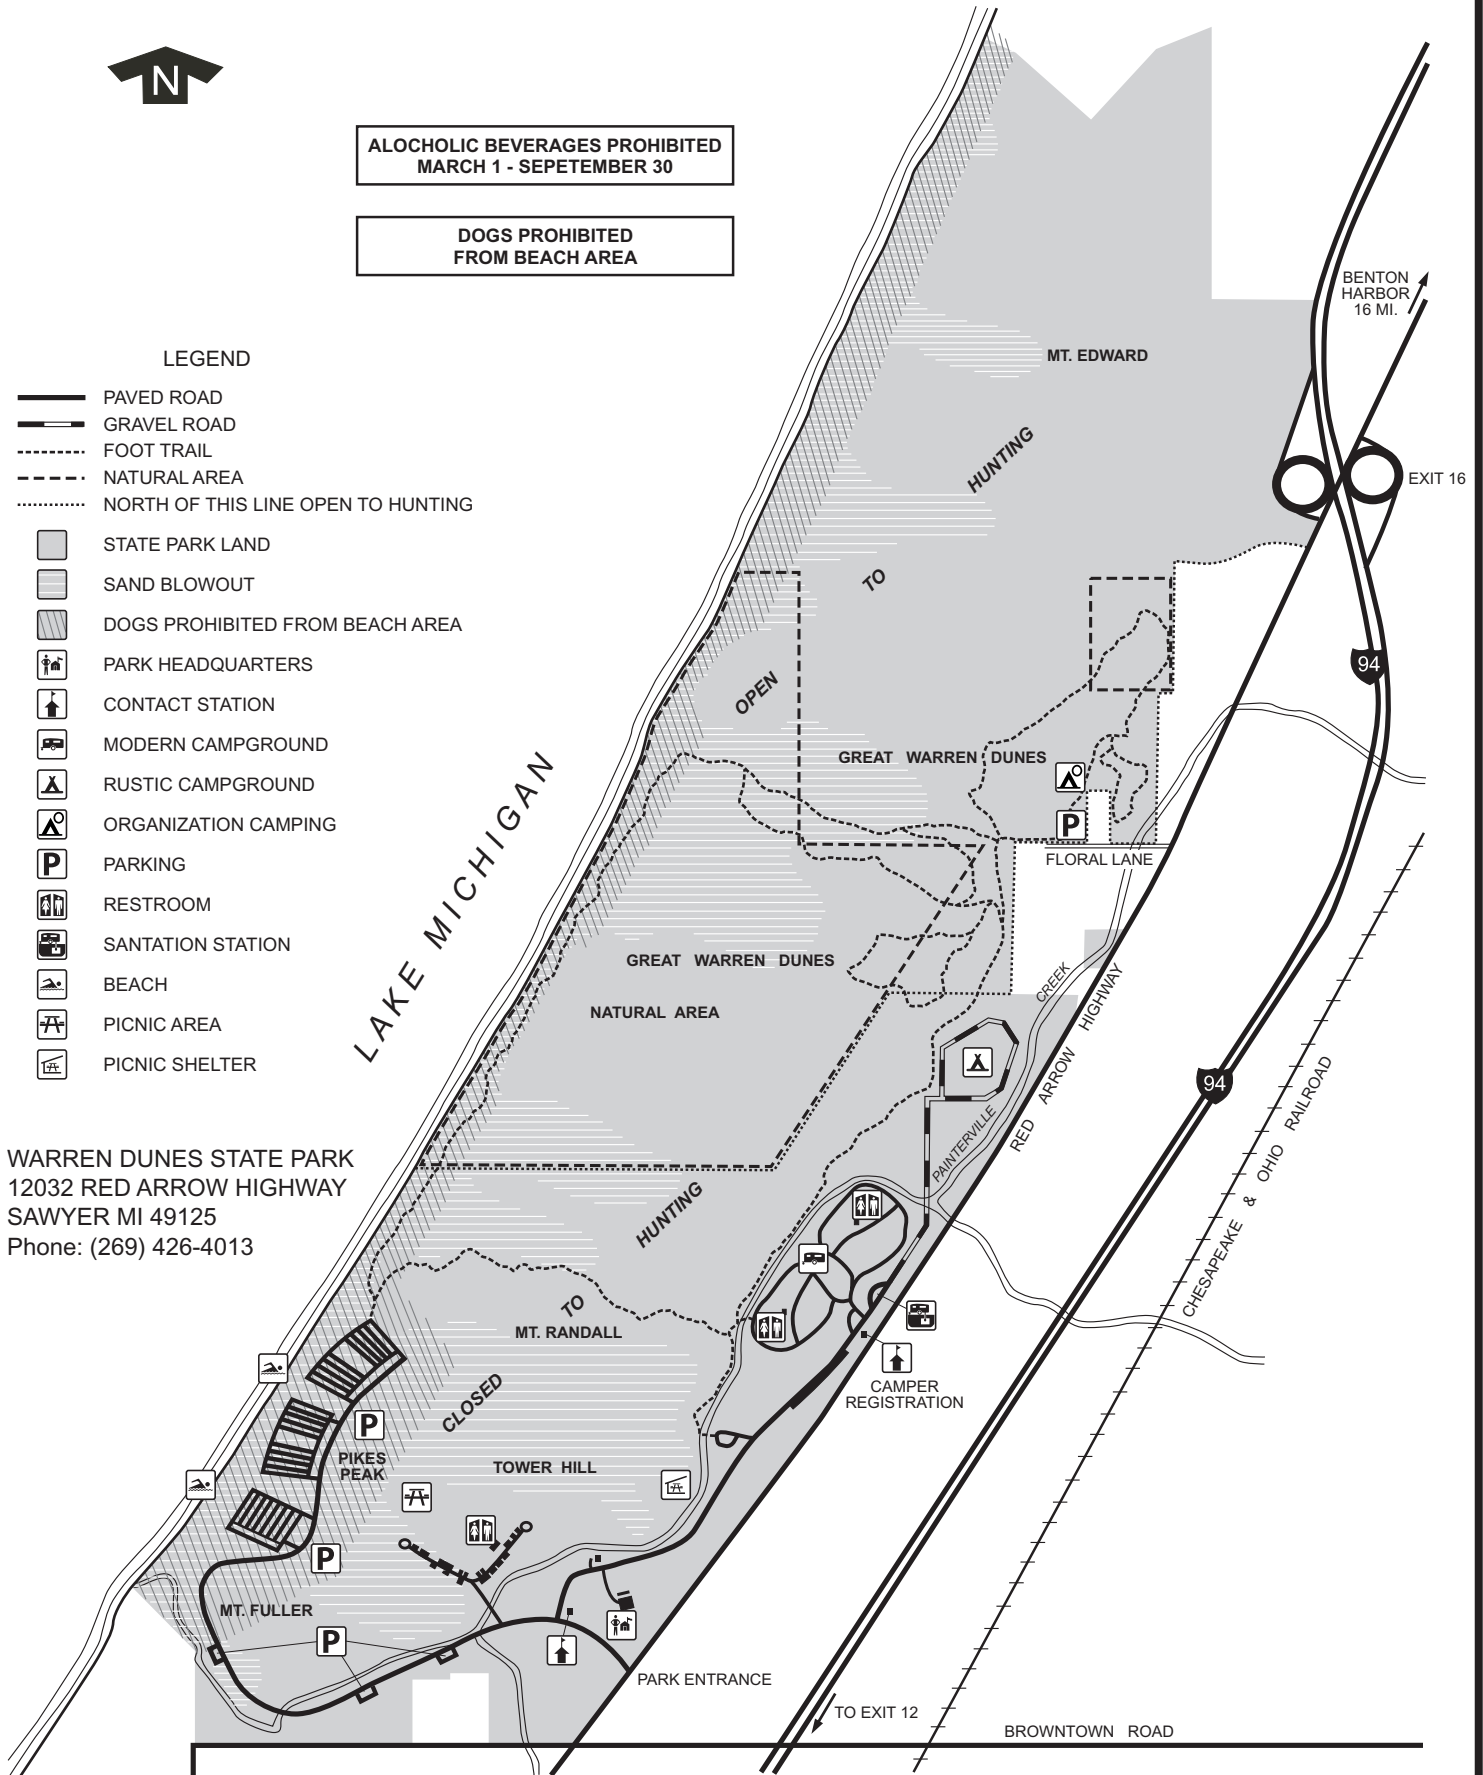 N
ALOCHOLIC BEVERAGES PROHIBITED
MARCH 1 - SEPETEMBER 30
DOGS PROHIBITED
FROM BEACH AREA
BENTON
HARBOR
16 MI.
MT. EDWARD
LEGEND
PAVED ROAD
GRAVEL ROAD
FOOT TRAIL
NATURAL AREA
NORTH OF THIS LINE OPEN TO HUNTING
STATE PARK LAND
SAND BLOWOUT
DOGS PROHIBITED FROM BEACH AREA
PARK HEADQUARTERS
CONTACT STATION
MODERN CAMPGROUND
RUSTIC CAMPGROUND
ORGANIZATION CAMPING
P PARKING
RESTROOM
SANTATION STATION
BEACH
PICNIC AREA
PICNIC SHELTER
EXIT 16
OPEN TO HUNTING
94
GREAT WARREN DUNES
P
FLORAL LANE
LAKE MICHIGAN
GREAT WARREN DUNES
NATURAL AREA
PAINTERVILLE CREEK
RED ARROW HIGHWAY
94
CHESAPEAKE & OHIO RAILROAD
WARREN DUNES STATE PARK
12032 RED ARROW HIGHWAY
SAWYER MI 49125
Phone: (269) 426-4013
CLOSED TO HUNTING
MT. RANDALL
CAMPER
REGISTRATION
P
PIKES
PEAK
TOWER HILL
P
MT. FULLER
P
PARK ENTRANCE
TO EXIT 12
BROWNTOWN ROAD